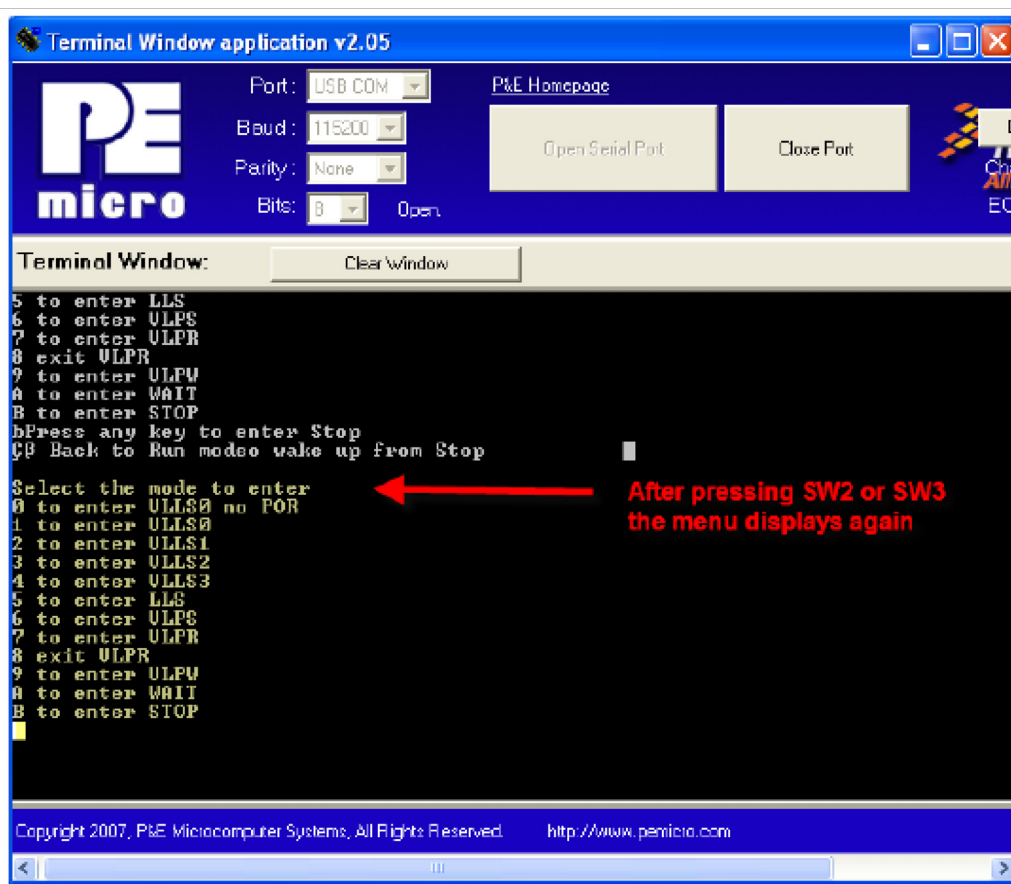 Terminal Window application v2.05
PE
micro
Port: USB COM
Baud: 115200
Parity: None
Bits: 8 Open.
P&E Homepage
Open Serial Port
Close Port
Terminal Window:
Clear Window
5 to enter LLS
6 to enter VLPS
7 to enter VLPR
8 exit VLPR
9 to enter VLPW
A to enter WAIT
B to enter STOP
bPress any key to enter Stop
Çβ Back to Run modeo wake up from Stop
Select the mode to enter
0 to enter VLLS0 no POR
1 to enter VLLS0
2 to enter VLLS1
3 to enter VLLS2
4 to enter VLLS3
5 to enter LLS
6 to enter VLPS
7 to enter VLPR
8 exit VLPR
9 to enter VLPW
A to enter WAIT
B to enter STOP
After pressing SW2 or SW3
the menu displays again
Copyright 2007, P&E Microcomputer Systems, All Rights Reserved. http://www.pemicro.com